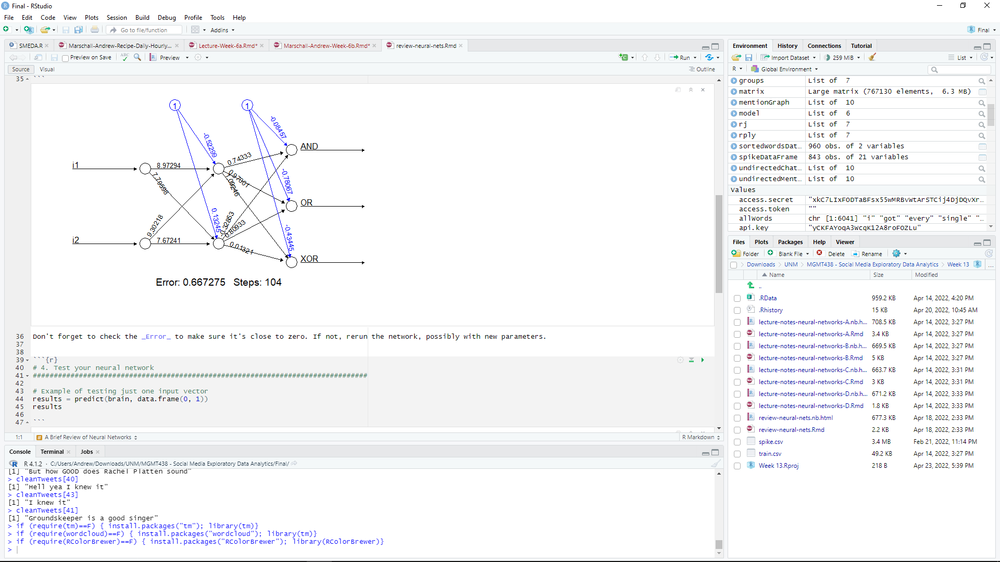 Final - RStudio
File Edit Code View Plots Session Build Debug Profile Tools Help
Go to file/function Addins Final
SMEDA.R Marschall-Andrew-Recipe-Daily-Hourly... Lecture-Week-6a.Rmd* Marschall-Andrew-Week-6b.Rmd* review-neural-nets.Rmd
Preview on Save ABC Preview Run
Source Visual Outline
35 ```
1 1
-0.52299 -0.08457
i1 8.97294 0.74333 AND
7.79598 0.97001 -0.78067
9.30218 0.13245 0.80933 OR
i2 7.67241 0.01321 -0.43445 XOR
Error: 0.667275 Steps: 104
36 Don't forget to check the _Error_ to make sure it's close to zero. If not, rerun the network, possibly with new parameters.
37
38
39 ```{r}
40 # 4. Test your neural network
41 ################################################################################
42
43 # Example of testing just one input vector
44 results = predict(brain, data.frame(0, 1))
45 results
46
47 ```
1:1 # A Brief Review of Neural Networks R Markdown
Console Terminal Jobs
R 4.1.2 · C:/Users/Andrew/Downloads/UNM/MGMT438 - Social Media Exploratory Data Analytics/Final/
[1] "But how GOOD does Rachel Platten sound"
> cleanTweets[40]
[1] "Hell yea I knew it"
> cleanTweets[43]
[1] "I knew it"
> cleanTweets[41]
[1] "Groundskeeper is a good singer"
> if (require(tm)==F) { install.packages("tm"); library(tm)}
> if (require(wordcloud)==F) { install.packages("wordcloud"); library(tm)}
> if (require(RColorBrewer)==F) { install.packages("RColorBrewer"); library(RColorBrewer)}
>
Environment History Connections Tutorial
Import Dataset 259 MiB List
R Global Environment
groups List of 7
matrix Large matrix (767130 elements, 6.3 MB)
mentionGraph List of 10
model List of 6
rj List of 7
rply List of 7
sortedWordsDat... 960 obs. of 2 variables
spikeDataFrame 843 obs. of 21 variables
undirectedChat... List of 10
undirectedMent... List of 10
Values
access.secret "xkC7LIxFODTaBFsx55wMRBvWtArSTCij4DjDQvXr...
access.token ""
allWords chr [1:6041] "i" "got" "every" "single" "...
api.key "yCKFAYoqA3WcqK12A8roFOZLu"
Files Plots Packages Help Viewer
Folder Blank File Delete Rename
Downloads UNM MGMT438 - Social Media Exploratory Data Analytics Week 13 ...
Name Size Modified
..
.RData 959.2 KB Apr 14, 2022, 4:20 PM
.Rhistory 15 KB Apr 20, 2022, 10:45 AM
lecture-notes-neural-networks-A.nb.h... 708.5 KB Apr 14, 2022, 3:27 PM
lecture-notes-neural-networks-A.Rmd 3.4 KB Apr 14, 2022, 3:27 PM
lecture-notes-neural-networks-B.nb.h... 669.5 KB Apr 14, 2022, 3:27 PM
lecture-notes-neural-networks-B.Rmd 5 KB Apr 14, 2022, 3:27 PM
lecture-notes-neural-networks-C.nb.h... 663.7 KB Apr 14, 2022, 3:31 PM
lecture-notes-neural-networks-C.Rmd 3 KB Apr 14, 2022, 3:31 PM
lecture-notes-neural-networks-D.nb.h... 671.2 KB Apr 14, 2022, 3:33 PM
lecture-notes-neural-networks-D.Rmd 1.8 KB Apr 14, 2022, 3:33 PM
review-neural-nets.nb.html 677.3 KB Apr 18, 2022, 2:33 PM
review-neural-nets.Rmd 2.2 KB Apr 18, 2022, 2:33 PM
spike.csv 3.4 MB Feb 21, 2022, 11:14 PM
train.csv 49.2 KB Apr 14, 2022, 3:27 PM
Week 13.Rproj 218 B Apr 23, 2022, 5:39 PM